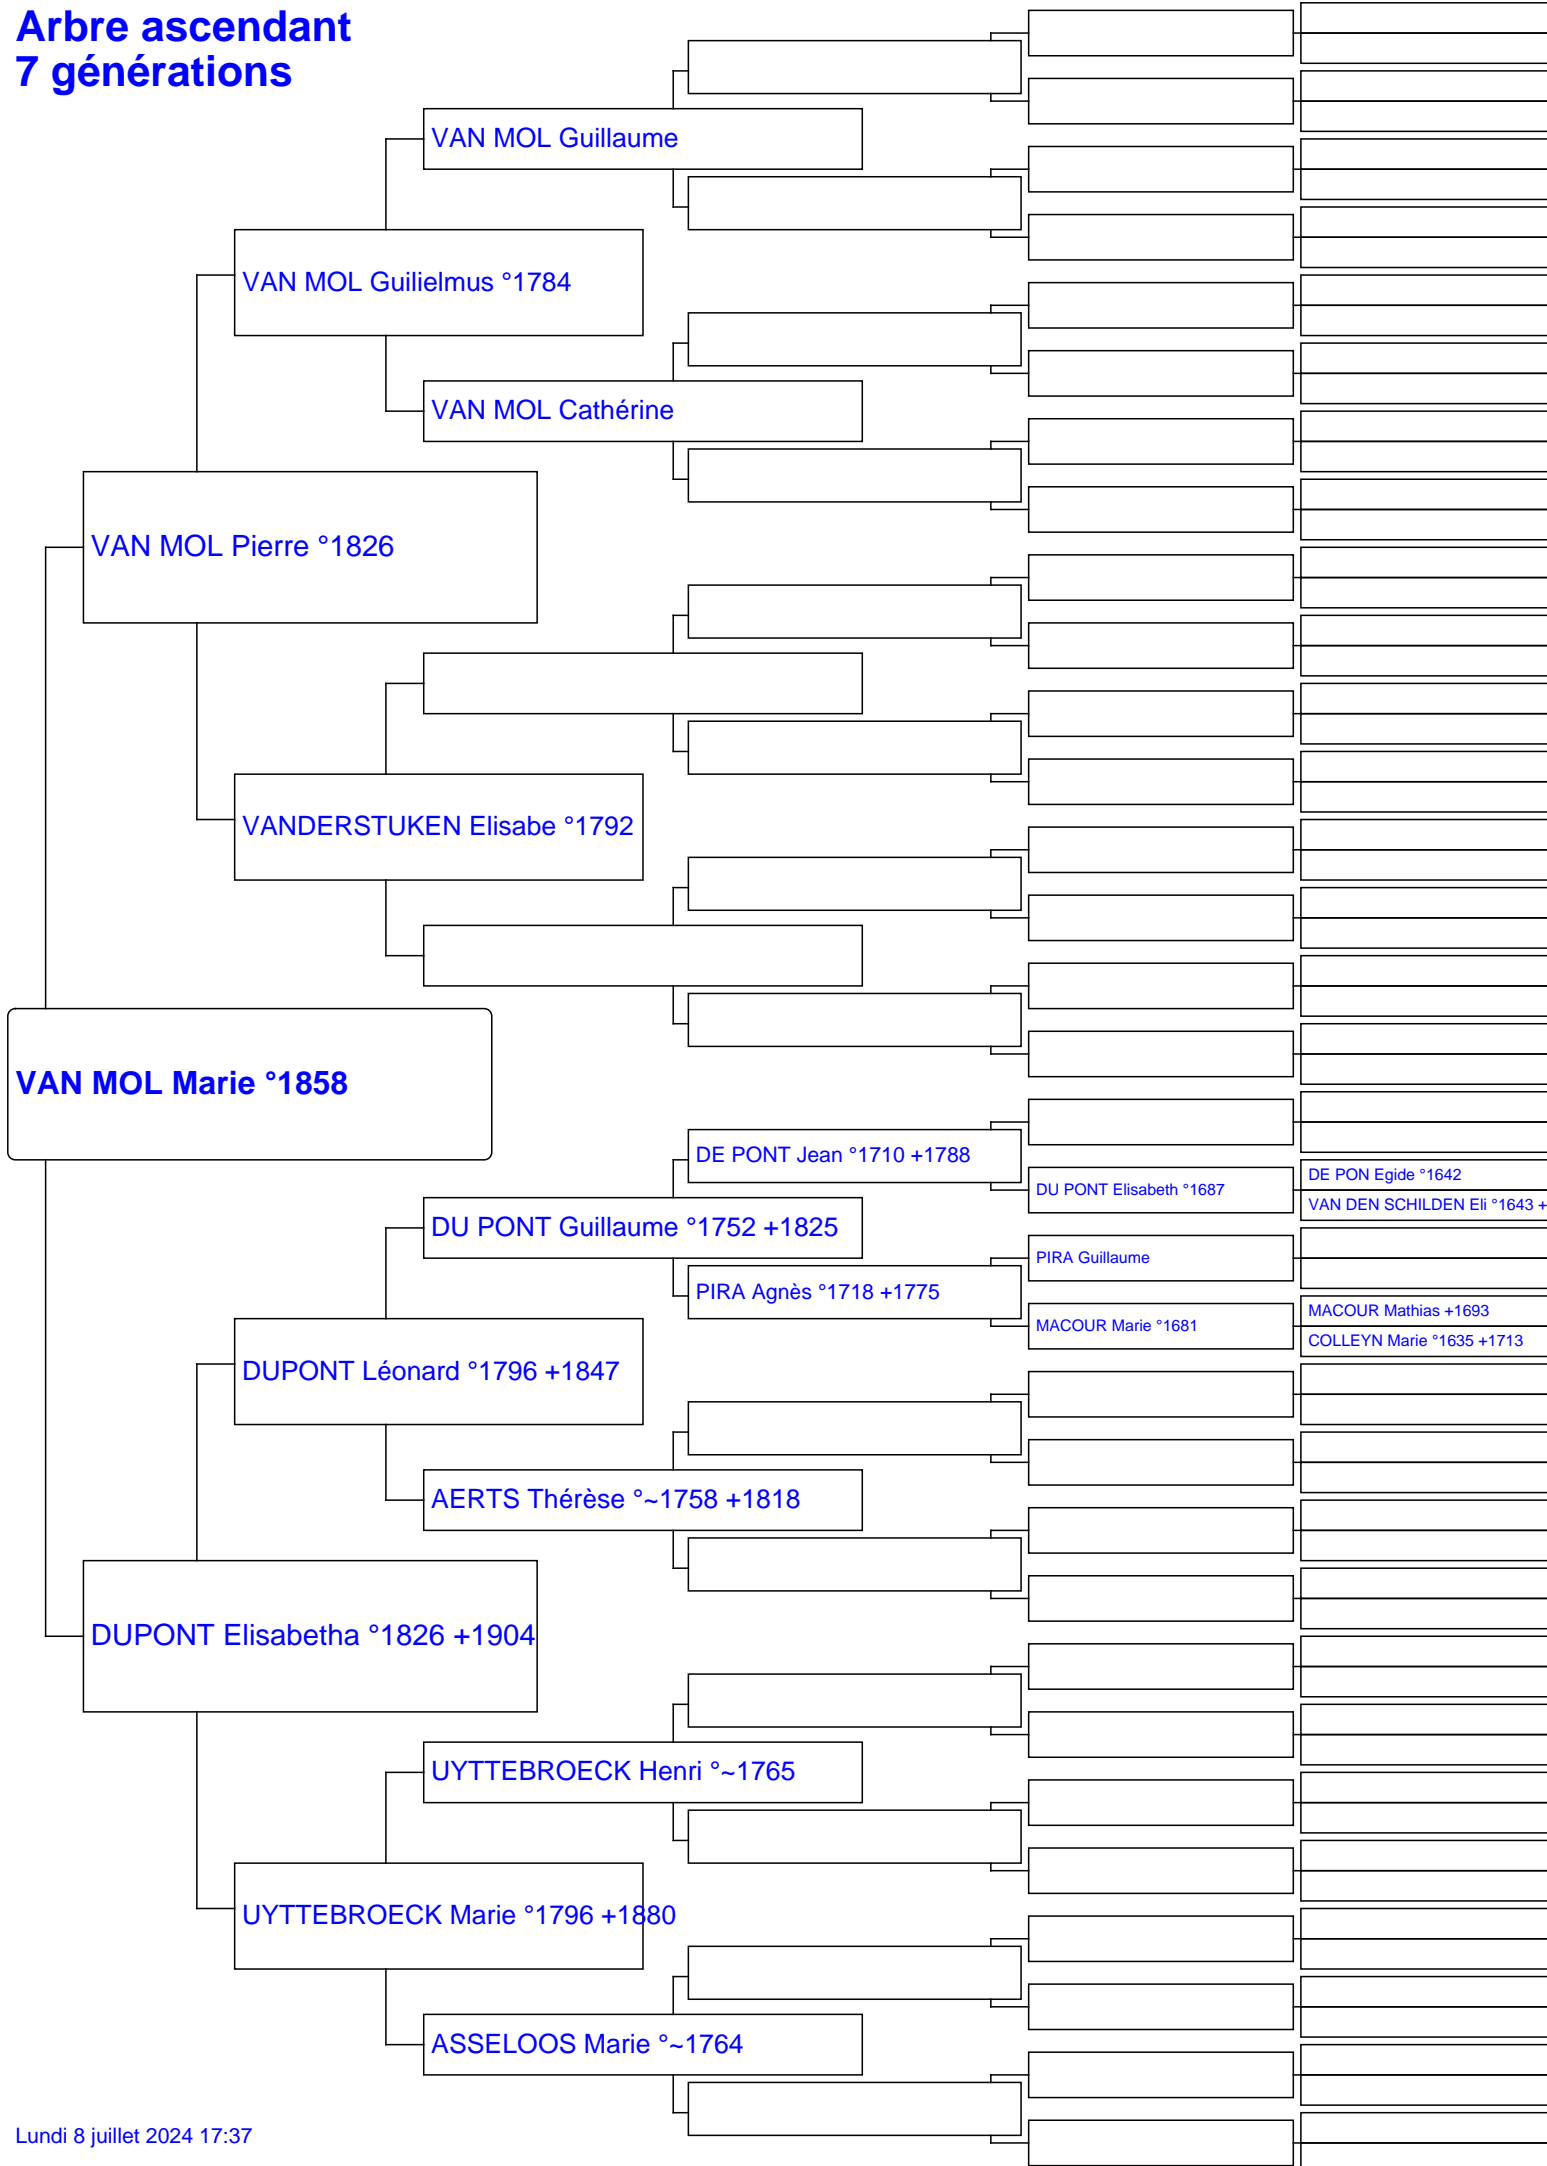 Arbre ascendant
7 générations
VAN MOL Guillaume
VAN MOL Guilielmus °1784
VAN MOL Cathérine
VAN MOL Pierre °1826
VANDERSTUKEN Elisabe °1792
VAN MOL Marie °1858
DE PONT Jean °1710 +1788
DU PONT Elisabeth °1687
DE PON Egide °1642
VAN DEN SCHILDEN Eli °1643 +
DU PONT Guillaume °1752 +1825
PIRA Guillaume
PIRA Agnès °1718 +1775
MACOUR Marie °1681
MACOUR Mathias +1693
COLLEYN Marie °1635 +1713
DUPONT Léonard °1796 +1847
AERTS Thérèse °~1758 +1818
DUPONT Elisabetha °1826 +1904
UYTTEBROECK Henri °~1765
UYTTEBROECK Marie °1796 +1880
ASSELOOS Marie °~1764
Lundi 8 juillet 2024 17:37